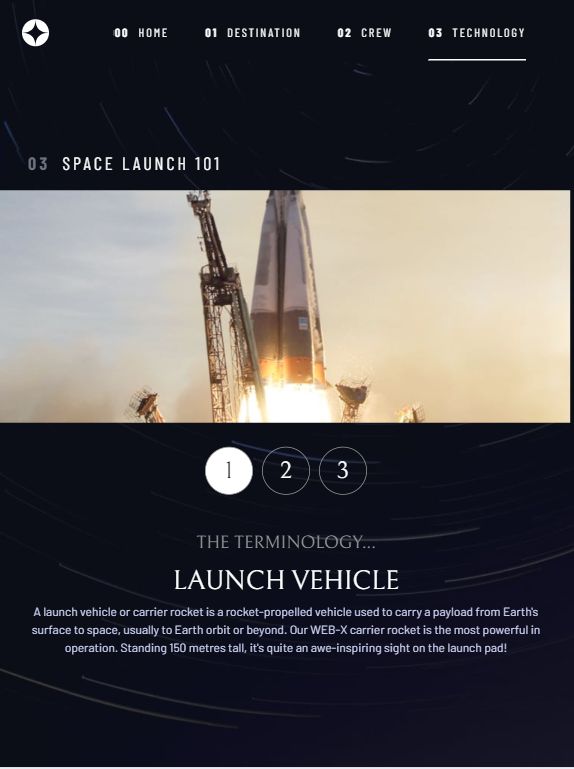 00 HOME 01 DESTINATION 02 CREW 03 TECHNOLOGY
03 SPACE LAUNCH 101
1 2 3
THE TERMINOLOGY...
LAUNCH VEHICLE
A launch vehicle or carrier rocket is a rocket-propelled vehicle used to carry a payload from Earth's
surface to space, usually to Earth orbit or beyond. Our WEB-X carrier rocket is the most powerful in
operation. Standing 150 metres tall, it's quite an awe-inspiring sight on the launch pad!